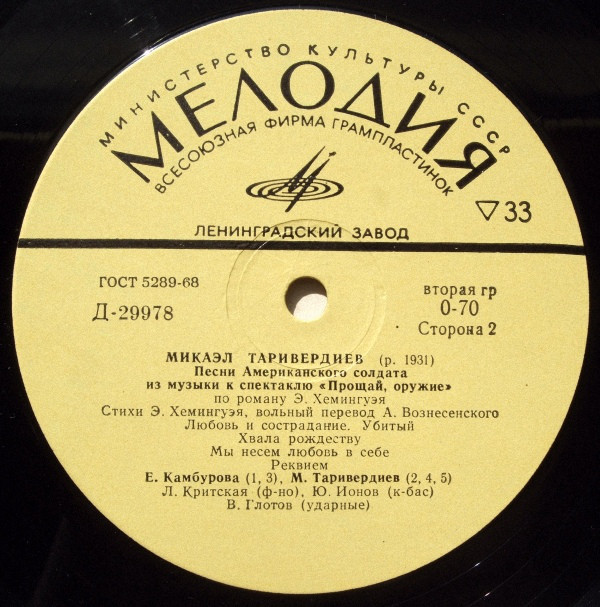 МИНИСТЕРСТВО КУЛЬТУРЫ СССР
МЕЛОДИЯ
ВСЕСОЮЗНАЯ ФИРМА ГРАМПЛАСТИНОК
▽33
ЛЕНИНГРАДСКИЙ ЗАВОД
ГОСТ 5289-68
Д-29978
вторая гр
0-70
Сторона 2
МИКАЭЛ ТАРИВЕРДИЕВ (р. 1931)
Песни Американского солдата
из музыки к спектаклю «Прощай, оружие»
по роману Э. Хемингуэя
Стихи Э. Хемингуэя, вольный перевод А. Вознесенского
Любовь и сострадание. Убитый
Хвала рождеству
Мы несем любовь в себе
Реквием
Е. Камбурова (1, 3), М. Таривердиев (2, 4, 5)
Л. Критская (ф-но), Ю. Ионов (к-бас)
В. Глотов (ударные)